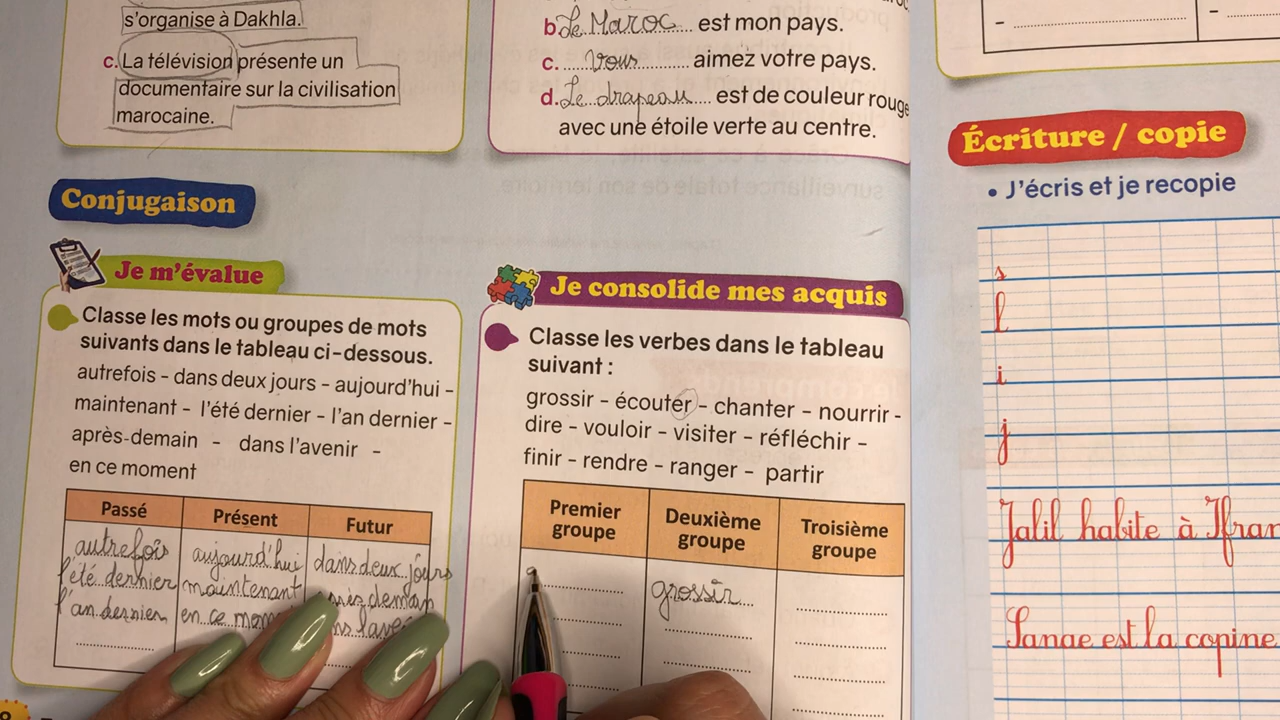 s'organise à Dakhla.
c. La télévision présente un
documentaire sur la civilisation
marocaine.
b. Le Maroc est mon pays.
c. Vous aimez votre pays.
d. Le drapeau est de couleur rouge
avec une étoile verte au centre.
Conjugaison
Je m'évalue
Classe les mots ou groupes de mots
suivants dans le tableau ci-dessous.
autrefois - dans deux jours - aujourd'hui -
maintenant - l'été dernier - l'an dernier -
après-demain - dans l'avenir -
en ce moment
Passé Présent Futur
autrefois aujourd'hui dans deux jours
l'été dernier maintenant demain
l'an dernier en ce
Je consolide mes acquis
Classe les verbes dans le tableau
suivant :
grossir - écouter - chanter - nourrir -
dire - vouloir - visiter - réfléchir -
finir - rendre - ranger - partir
Premier groupe Deuxième groupe Troisième groupe
grossir
Écriture / copie
• J'écris et je recopie
s
l
i
j
Jalil habite à Ifran
Sanae est la copine